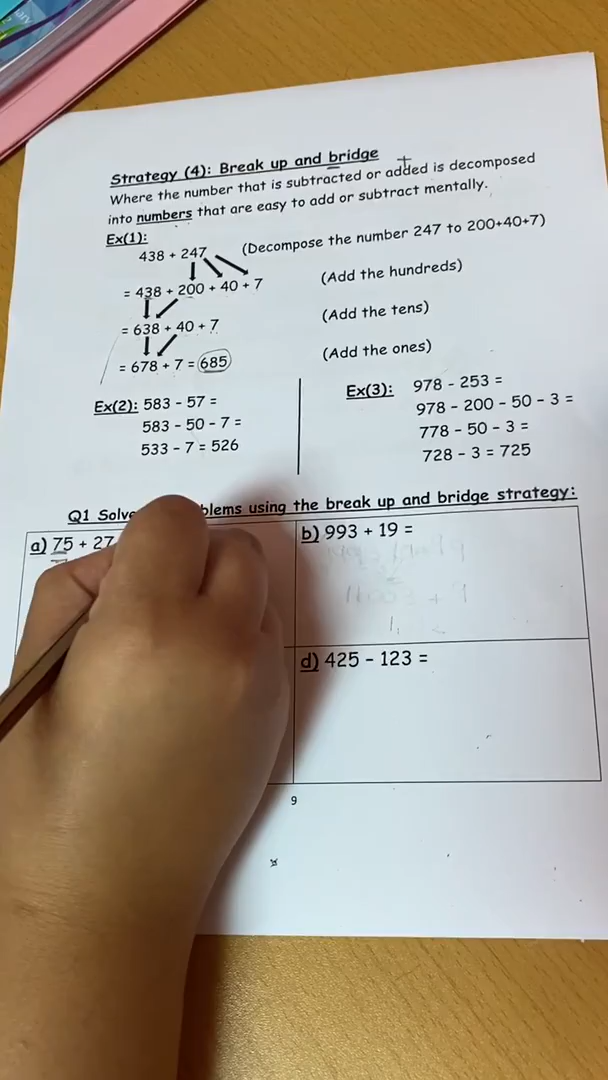 Strategy (4): Break up and bridge
Where the number that is subtracted or added is decomposed
into numbers that are easy to add or subtract mentally.
Ex(1):
438 + 247 (Decompose the number 247 to 200+40+7)
= 438 + 200 + 40 + 7 (Add the hundreds)
= 638 + 40 + 7 (Add the tens)
= 678 + 7 = 685 (Add the ones)
Ex(2): 583 - 57 =
583 - 50 - 7 =
533 - 7 = 526
Ex(3): 978 - 253 =
978 - 200 - 50 - 3 =
778 - 50 - 3 =
728 - 3 = 725
Q1 Solve blems using the break up and bridge strategy:
a) 75 + 27
b) 993 + 19 =
d) 425 - 123 =
9